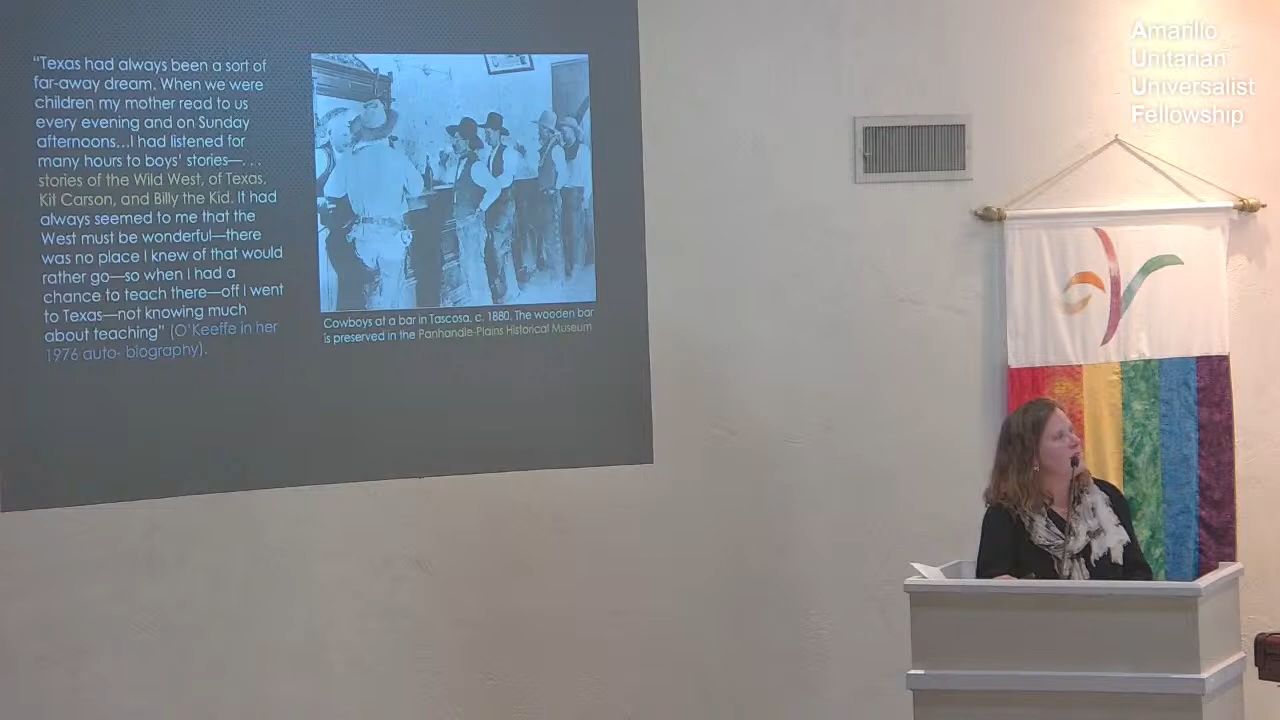 “Texas had always been a sort of
far-away dream. When we were
children my mother read to us
every evening and on Sunday
afternoons...I had listened for
many hours to boys’ stories—. . .
stories of the Wild West, of Texas,
Kit Carson, and Billy the Kid. It had
always seemed to me that the
West must be wonderful—there
was no place I knew of that would
rather go—so when I had a
chance to teach there—off I went
to Texas—not knowing much
about teaching” (O’Keeffe in her
1976 auto- biography).
Cowboys at a bar in Tascosa, c. 1880. The wooden bar
is preserved in the Panhandle-Plains Historical Museum
Amarillo
Unitarian
Universalist
Fellowship